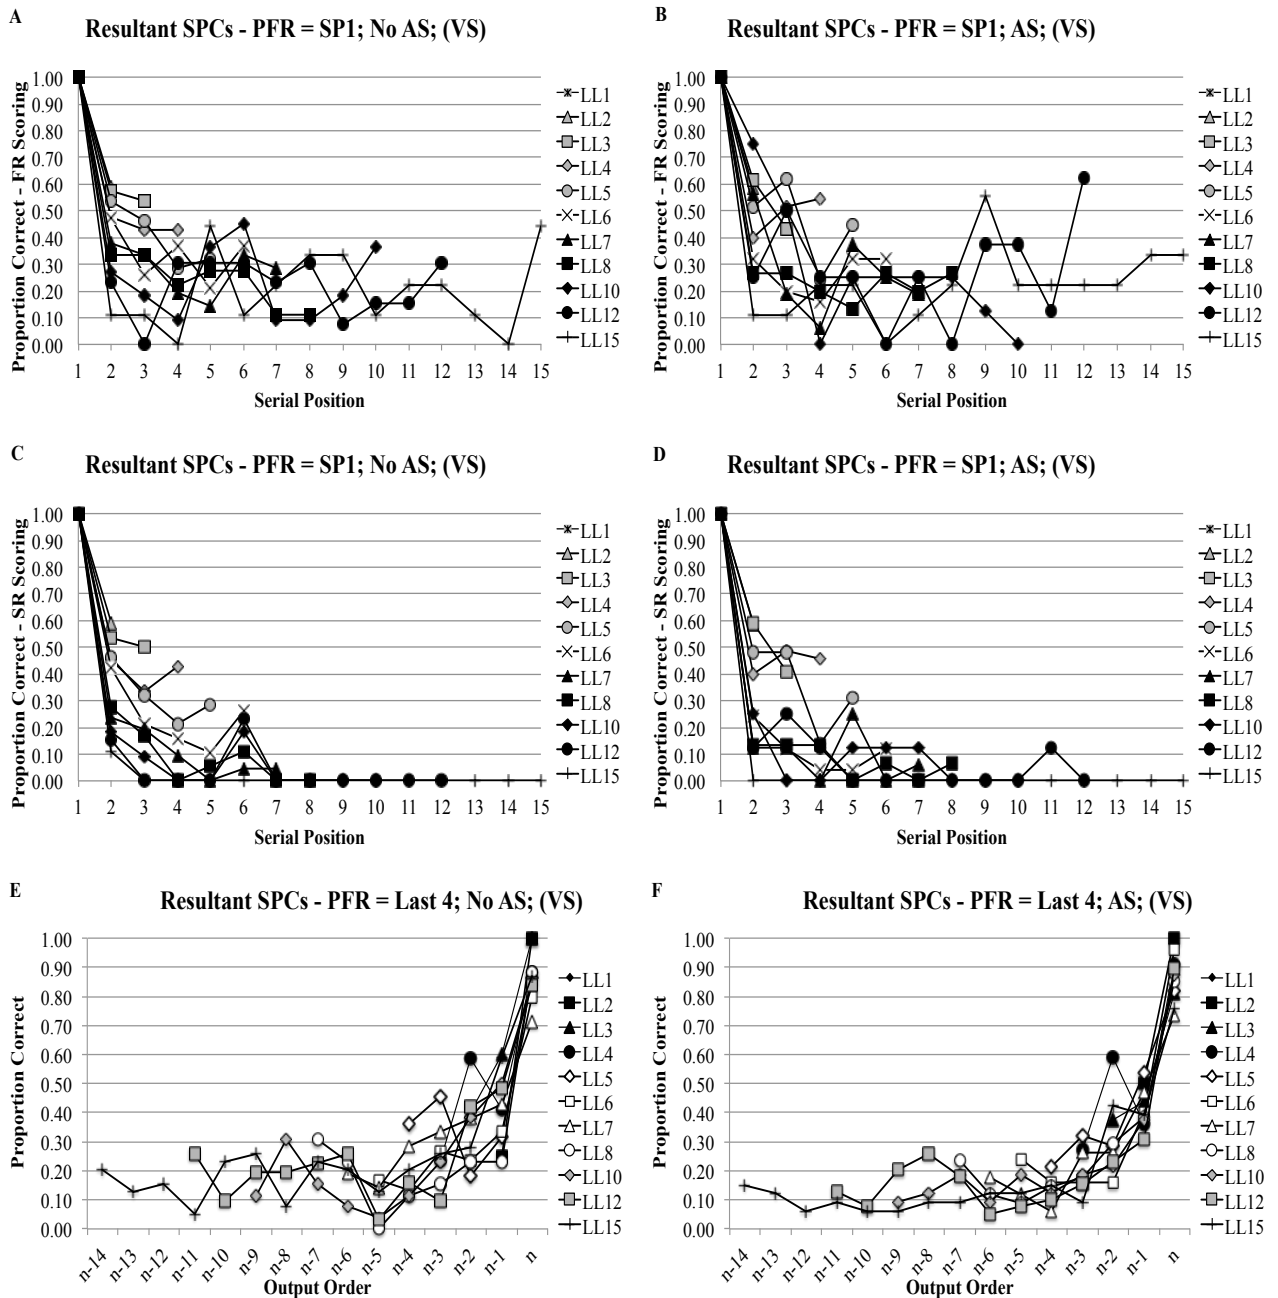 A
Resultant SPCs - PFR = SP1; No AS; (VS)
Proportion Correct - FR Scoring
1.00
0.90
0.80
0.70
0.60
0.50
0.40
0.30
0.20
0.10
0.00
1 2 3 4 5 6 7 8 9 10 11 12 13 14 15
Serial Position
LL1
LL2
LL3
LL4
LL5
LL6
LL7
LL8
LL10
LL12
LL15
B
Resultant SPCs - PFR = SP1; AS; (VS)
Proportion Correct - FR Scoring
1.00
0.90
0.80
0.70
0.60
0.50
0.40
0.30
0.20
0.10
0.00
1 2 3 4 5 6 7 8 9 10 11 12 13 14 15
Serial Position
LL1
LL2
LL3
LL4
LL5
LL6
LL7
LL8
LL10
LL12
LL15
C
Resultant SPCs - PFR = SP1; No AS; (VS)
Proportion Correct - SR Scoring
1.00
0.90
0.80
0.70
0.60
0.50
0.40
0.30
0.20
0.10
0.00
1 2 3 4 5 6 7 8 9 10 11 12 13 14 15
Serial Position
LL1
LL2
LL3
LL4
LL5
LL6
LL7
LL8
LL10
LL12
LL15
D
Resultant SPCs - PFR = SP1; AS; (VS)
Proportion Correct - SR Scoring
1.00
0.90
0.80
0.70
0.60
0.50
0.40
0.30
0.20
0.10
0.00
1 2 3 4 5 6 7 8 9 10 11 12 13 14 15
Serial Position
LL1
LL2
LL3
LL4
LL5
LL6
LL7
LL8
LL10
LL12
LL15
E
Resultant SPCs - PFR = Last 4; No AS; (VS)
Proportion Correct
1.00
0.90
0.80
0.70
0.60
0.50
0.40
0.30
0.20
0.10
0.00
n-14 n-13 n-12 n-11 n-10 n-9 n-8 n-7 n-6 n-5 n-4 n-3 n-2 n-1 n
Output Order
LL1
LL2
LL3
LL4
LL5
LL6
LL7
LL8
LL10
LL12
LL15
F
Resultant SPCs - PFR = Last 4; AS; (VS)
Proportion Correct
1.00
0.90
0.80
0.70
0.60
0.50
0.40
0.30
0.20
0.10
0.00
n-14 n-13 n-12 n-11 n-10 n-9 n-8 n-7 n-6 n-5 n-4 n-3 n-2 n-1 n
Output Order
LL1
LL2
LL3
LL4
LL5
LL6
LL7
LL8
LL10
LL12
LL15